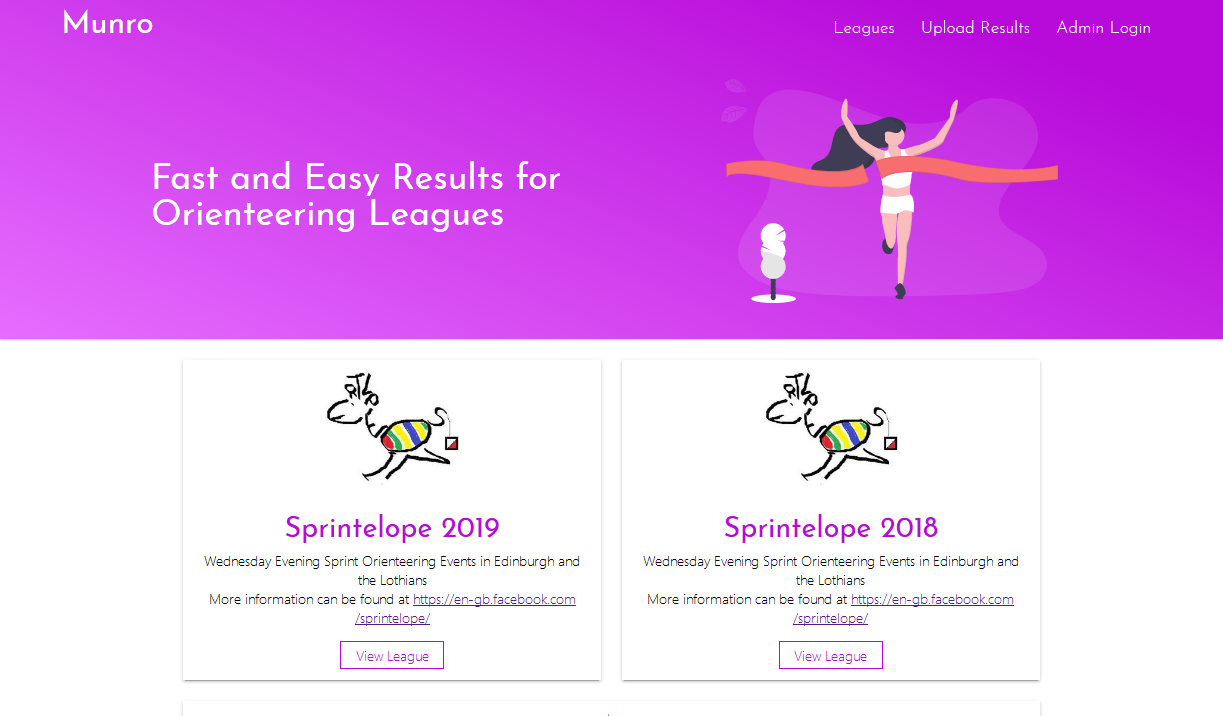 Munro
Leagues Upload Results Admin Login
Fast and Easy Results for
Orienteering Leagues
Sprintelope 2019
Wednesday Evening Sprint Orienteering Events in Edinburgh and
the Lothians
More information can be found at https://en-gb.facebook.com
/sprintelope/
View League
Sprintelope 2018
Wednesday Evening Sprint Orienteering Events in Edinburgh and
the Lothians
More information can be found at https://en-gb.facebook.com
/sprintelope/
View League